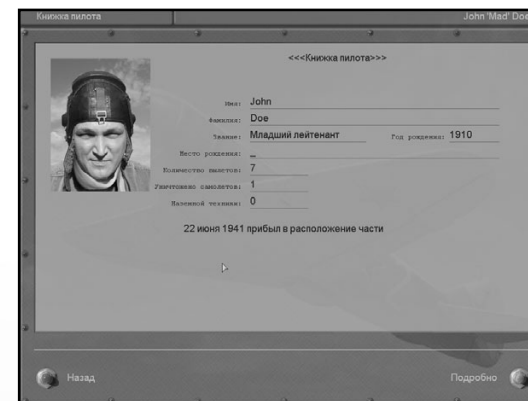 Книжка пилота John 'Mad' Doe
<<<Книжка пилота>>>
Имя: John
Фамилия: Doe
Звание: Младший лейтенант Год рождения: 1910
Место рождения: _
Количество вылетов: 7
Уничтожено самолетов: 1
Наземной техники: 0
22 июня 1941 прибыл в расположение части
Назад Подробно